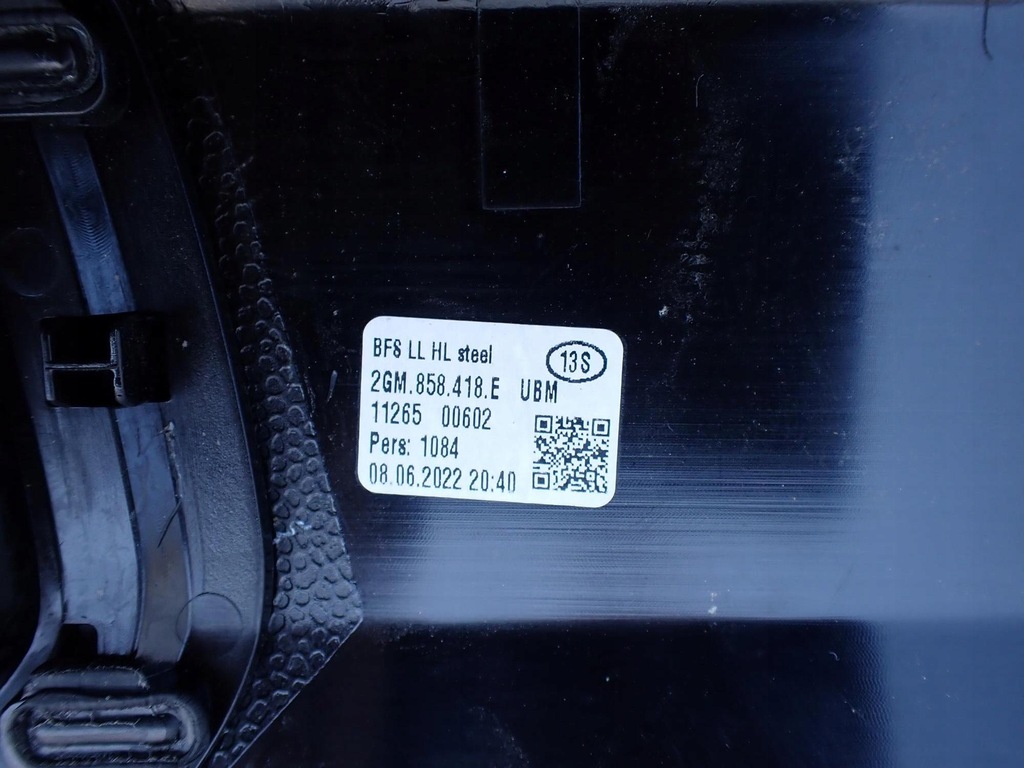 BFS LL HL steel 13S
2GM.858.418.E UBM
11265 00602
Pers: 1084
08.06.2022 20:40